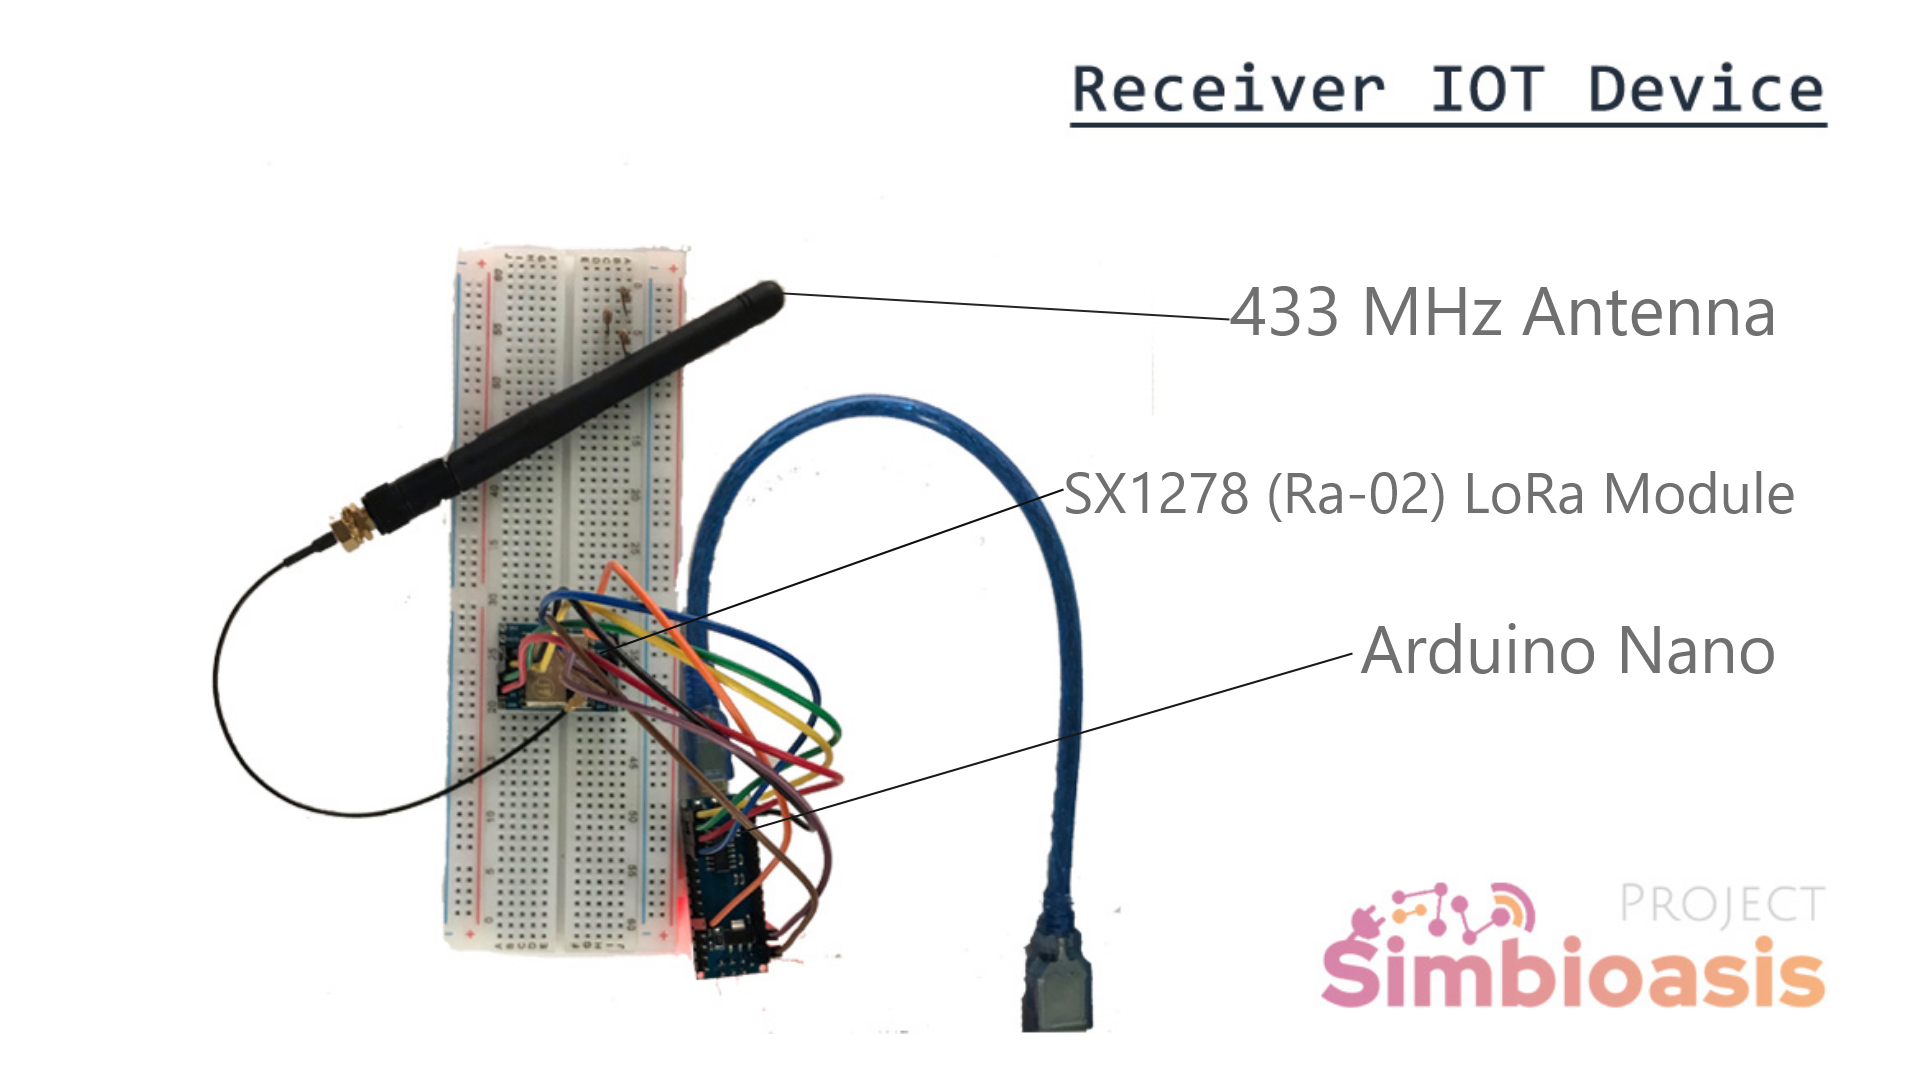 Receiver IOT Device
433 MHz Antenna
SX1278 (Ra-02) LoRa Module
Arduino Nano
PROJECT
Simbioasis